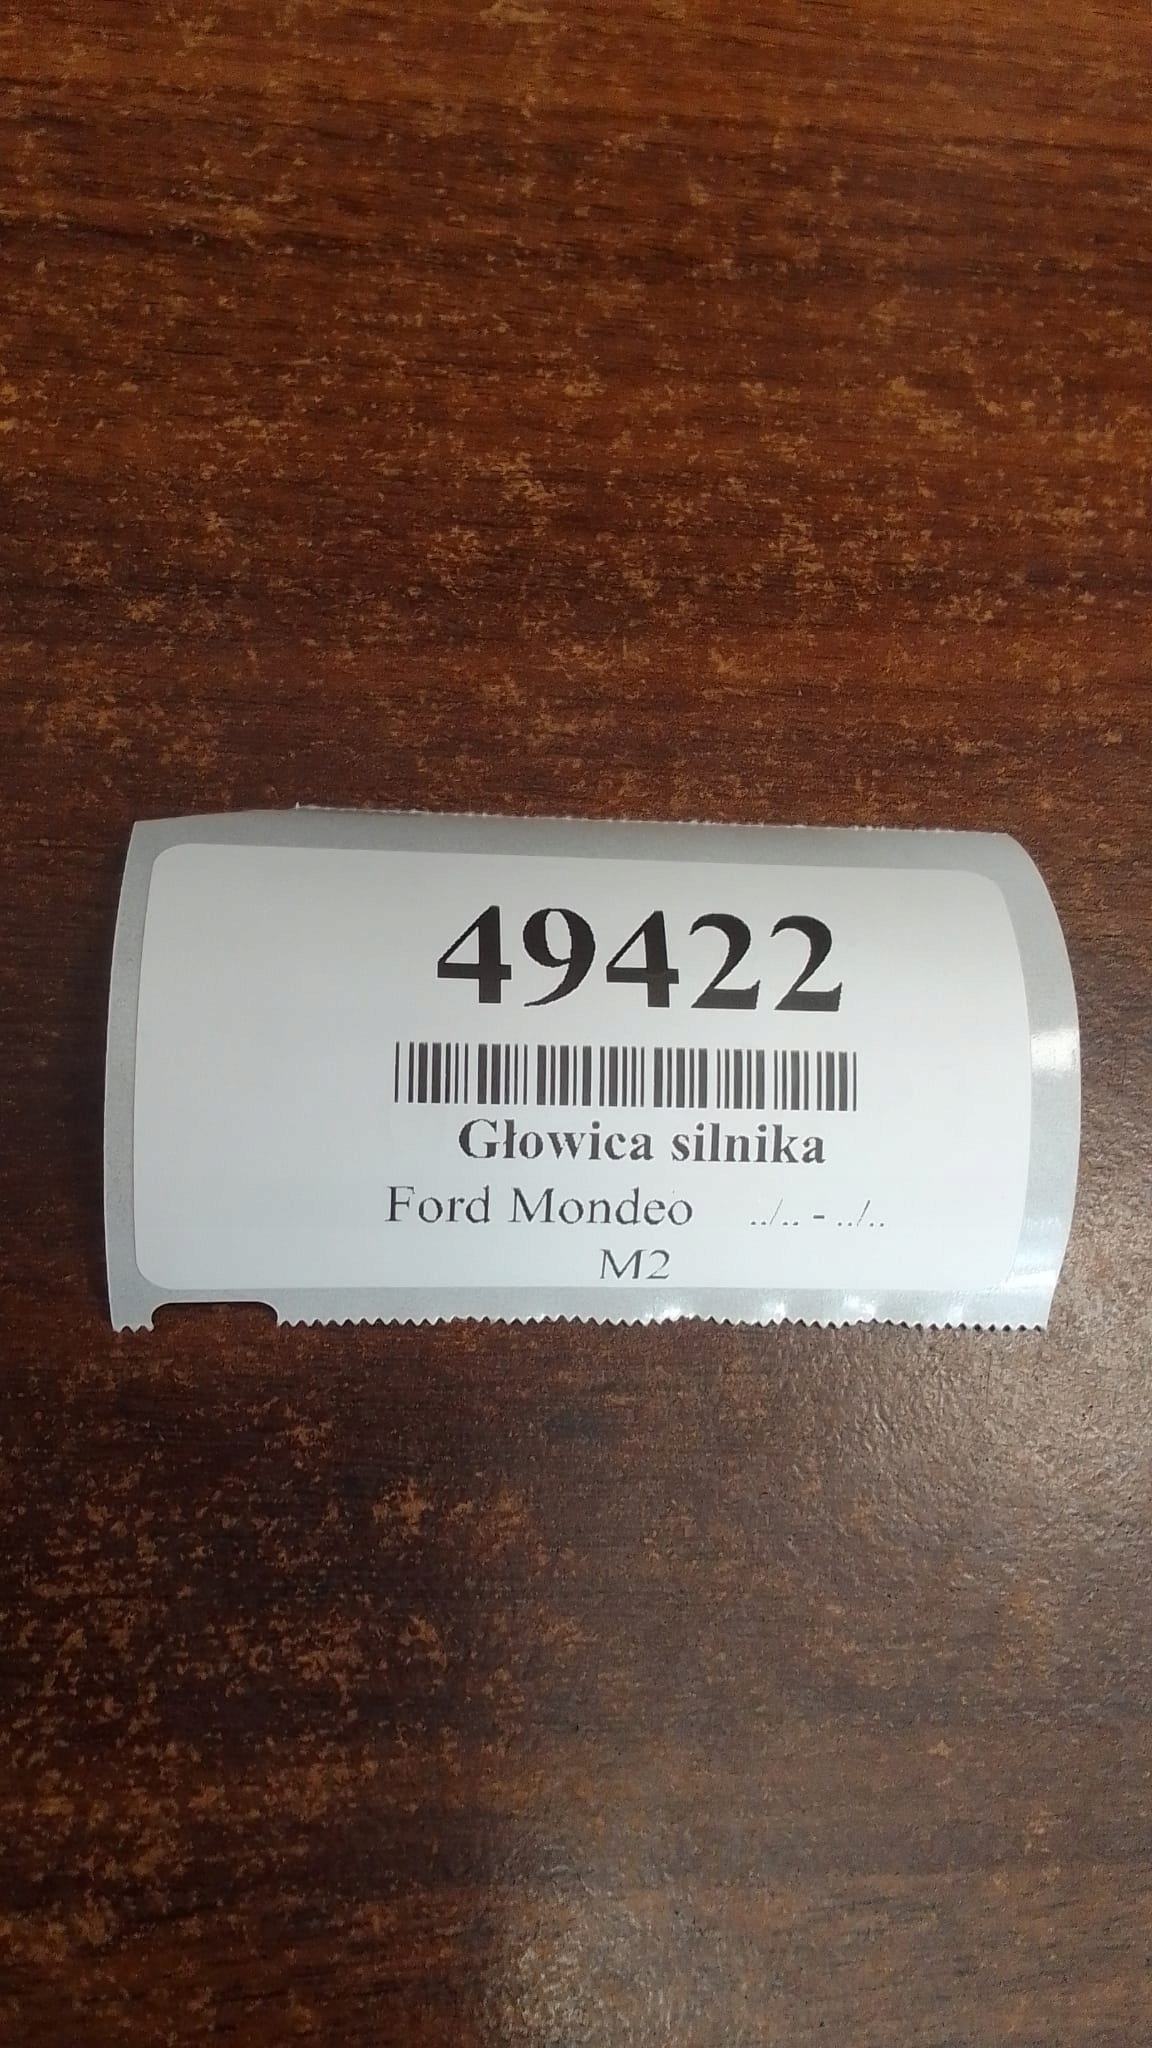 49422
Głowica silnika
Ford Mondeo ../.. - ../..
M2